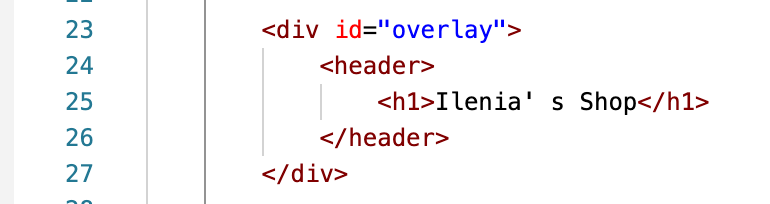 23 <div id="overlay">
24 <header>
25 <h1>Ilenia' s Shop</h1>
26 </header>
27 </div>